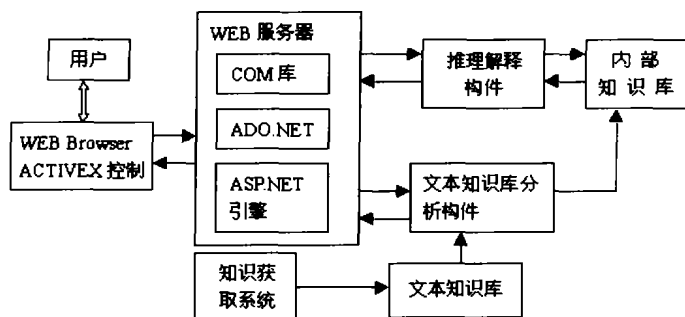 WEB 服务器
用户
COM 库
推理解释
构件
内 部
知 识 库
ADO.NET
WEB Browser
ACTIVEX 控制
ASP.NET
引擎
文本知识库分
析构件
知识获
取系统
文本知识库